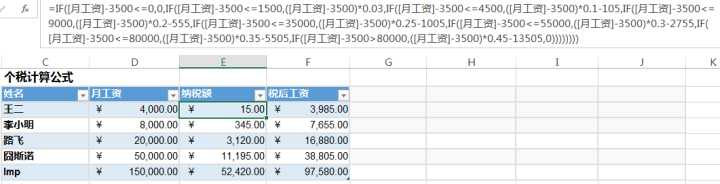 =IF([月工资]-3500<=0,0,IF([月工资]-3500<=1500,([月工资]-3500)*0.03,IF([月工资]-3500<=4500,([月工资]-3500)*0.1-105,IF([月工资]-3500<=
9000,([月工资]-3500)*0.2-555,IF([月工资]-3500<=35000,([月工资]-3500)*0.25-1005,IF([月工资]-3500<=55000,([月工资]-3500)*0.3-2755,IF(
[月工资]-3500<=80000,([月工资]-3500)*0.35-5505,IF([月工资]-3500>80000,([月工资]-3500)*0.45-13505,0))))))))
C D E F G H I J K
个税计算公式
姓名 月工资 纳税额 税后工资
王二 ¥ 4,000.00 ¥ 15.00 ¥ 3,985.00
李小明 ¥ 8,000.00 ¥ 345.00 ¥ 7,655.00
路飞 ¥ 20,000.00 ¥ 3,120.00 ¥ 16,880.00
囧斯诺 ¥ 50,000.00 ¥ 11,195.00 ¥ 38,805.00
Imp ¥ 150,000.00 ¥ 52,420.00 ¥ 97,580.00